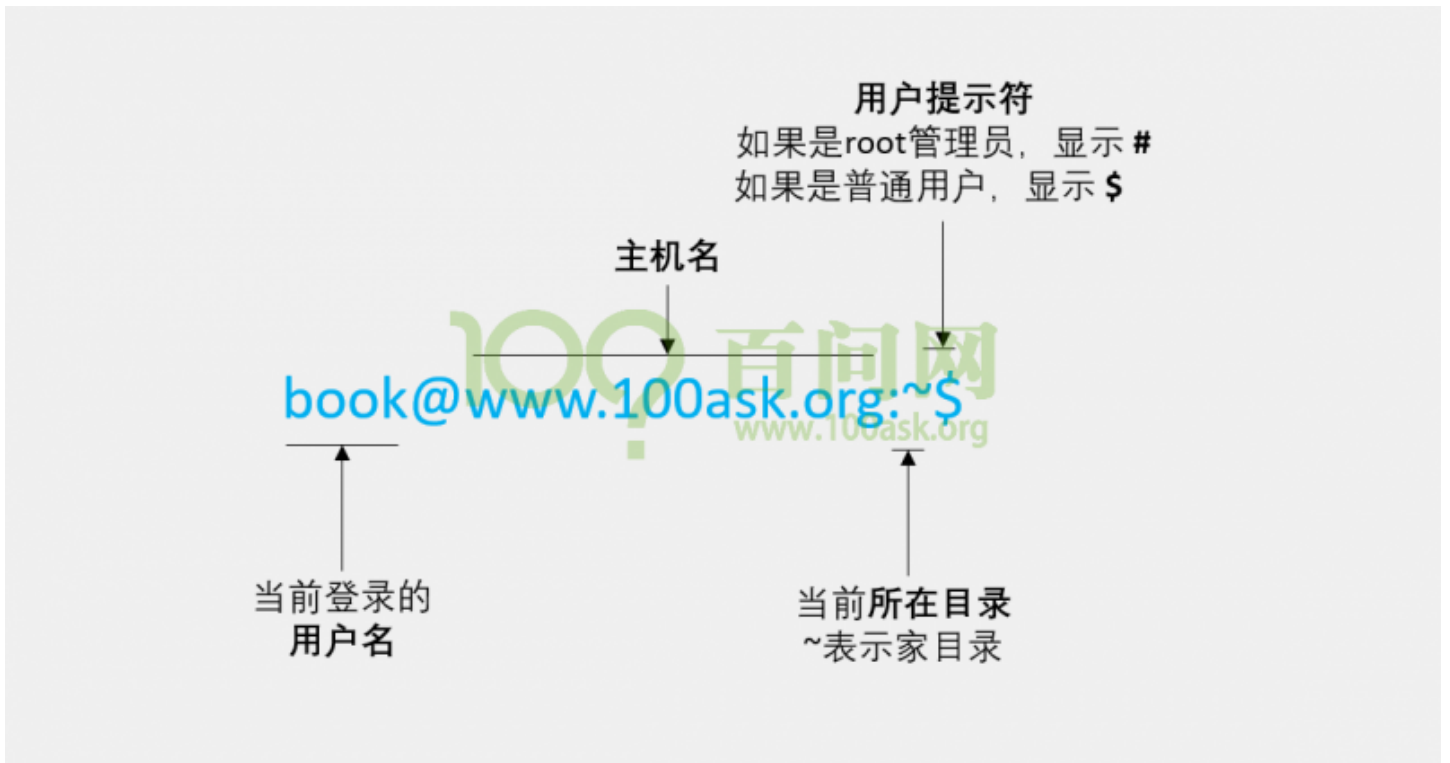 用户提示符
如果是root管理员，显示 #
如果是普通用户，显示 $
主机名
100 百问网
book@www.100ask.org:~$
www.100ask.org
当前登录的
用户名
当前所在目录
~表示家目录